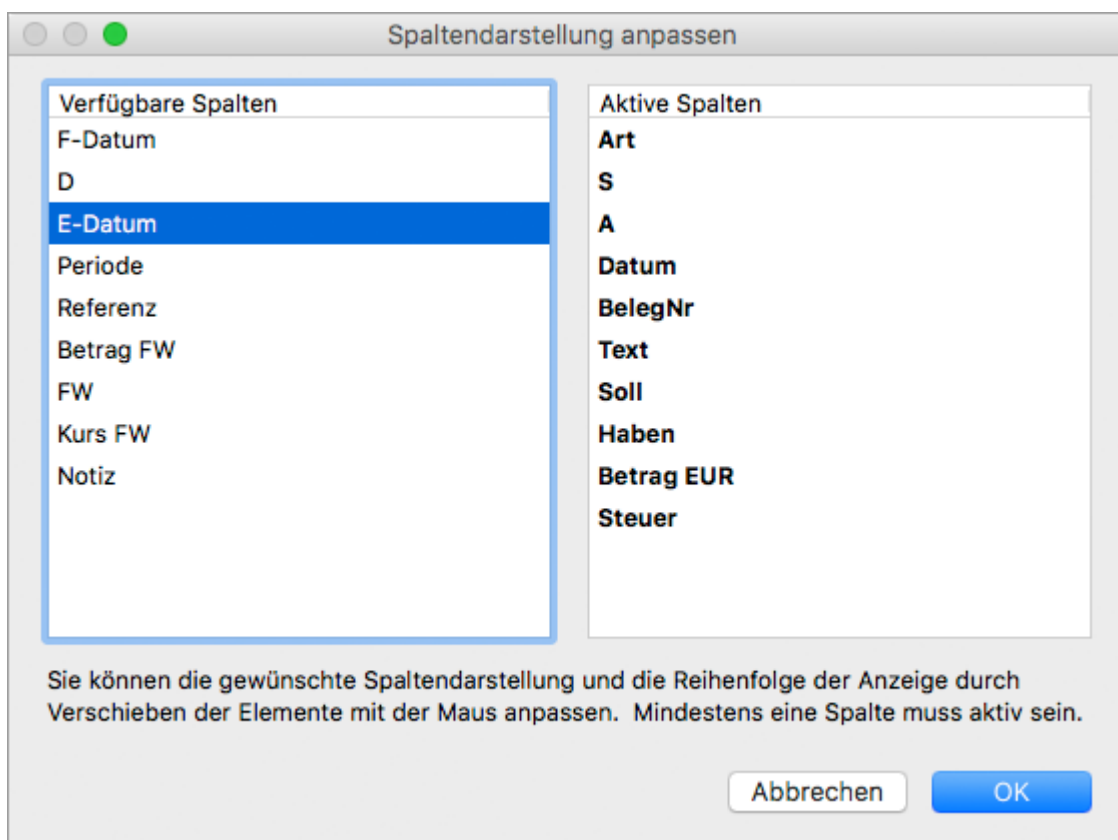 Spaltendarstellung anpassen
Verfügbare Spalten
F-Datum
D
E-Datum
Periode
Referenz
Betrag FW
FW
Kurs FW
Notiz
Aktive Spalten
Art
S
A
Datum
BelegNr
Text
Soll
Haben
Betrag EUR
Steuer
Sie können die gewünschte Spaltendarstellung und die Reihenfolge der Anzeige durch
Verschieben der Elemente mit der Maus anpassen.  Mindestens eine Spalte muss aktiv sein.
Abbrechen
OK